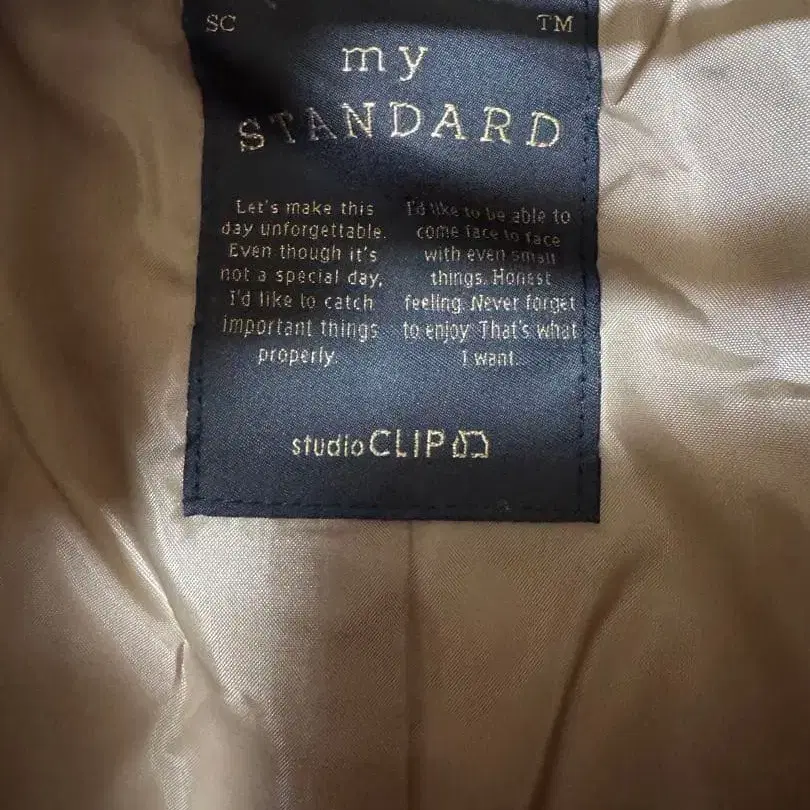 SC TM
my
STANDARD
Let's make this
day unforgettable.
Even though it's
not a special day,
I'd like to catch
important things
properly.
I'd like to be able to
come face to face
with even small
things. Honest
feeling. Never forget
to enjoy. That's what
I want.
studio CLIP